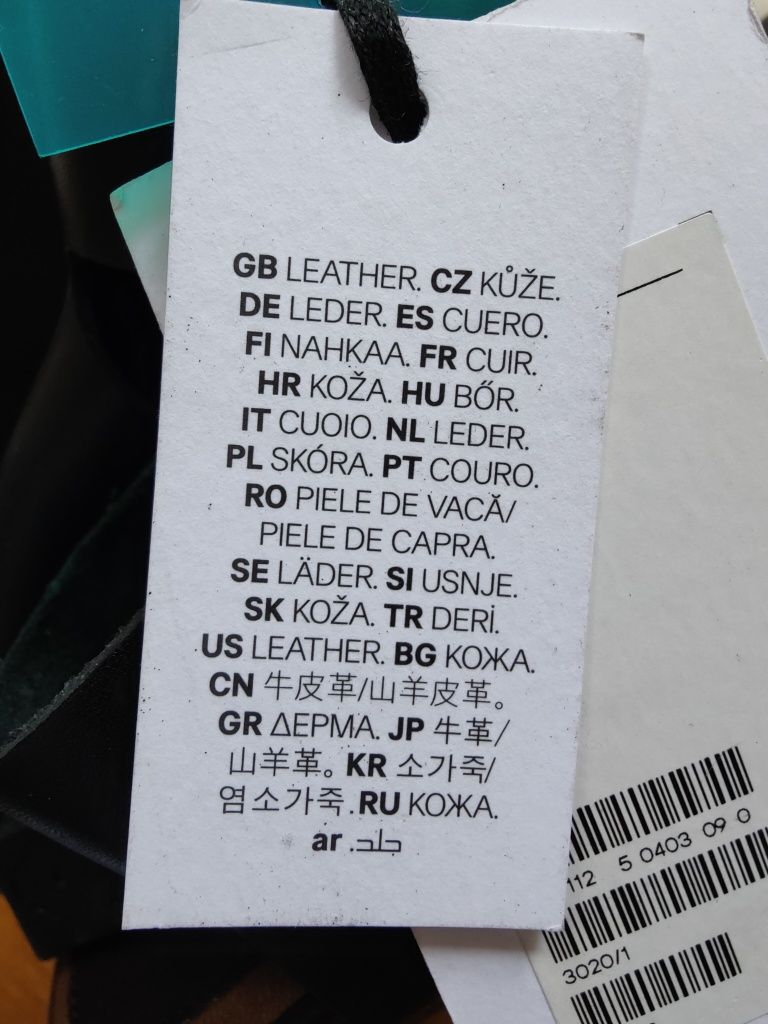 GB LEATHER. CZ KŮŽE.
DE LEDER. ES CUERO.
FI NAHKAA. FR CUIR.
HR KOŽA. HU BŐR.
IT CUOIO. NL LEDER.
PL SKÓRA. PT COURO.
RO PIELE DE VACĂ/
PIELE DE CAPRA.
SE LÄDER. SI USNJE.
SK KOŽA. TR DERİ.
US LEATHER. BG КОЖА.
CN 牛皮革/山羊皮革。
GR ΔΕΡΜΑ. JP 牛革/
山羊革。KR 소가죽/
염소가죽.RU КОЖА.
ar جلد.
112 5 0403 09 0
3020/1